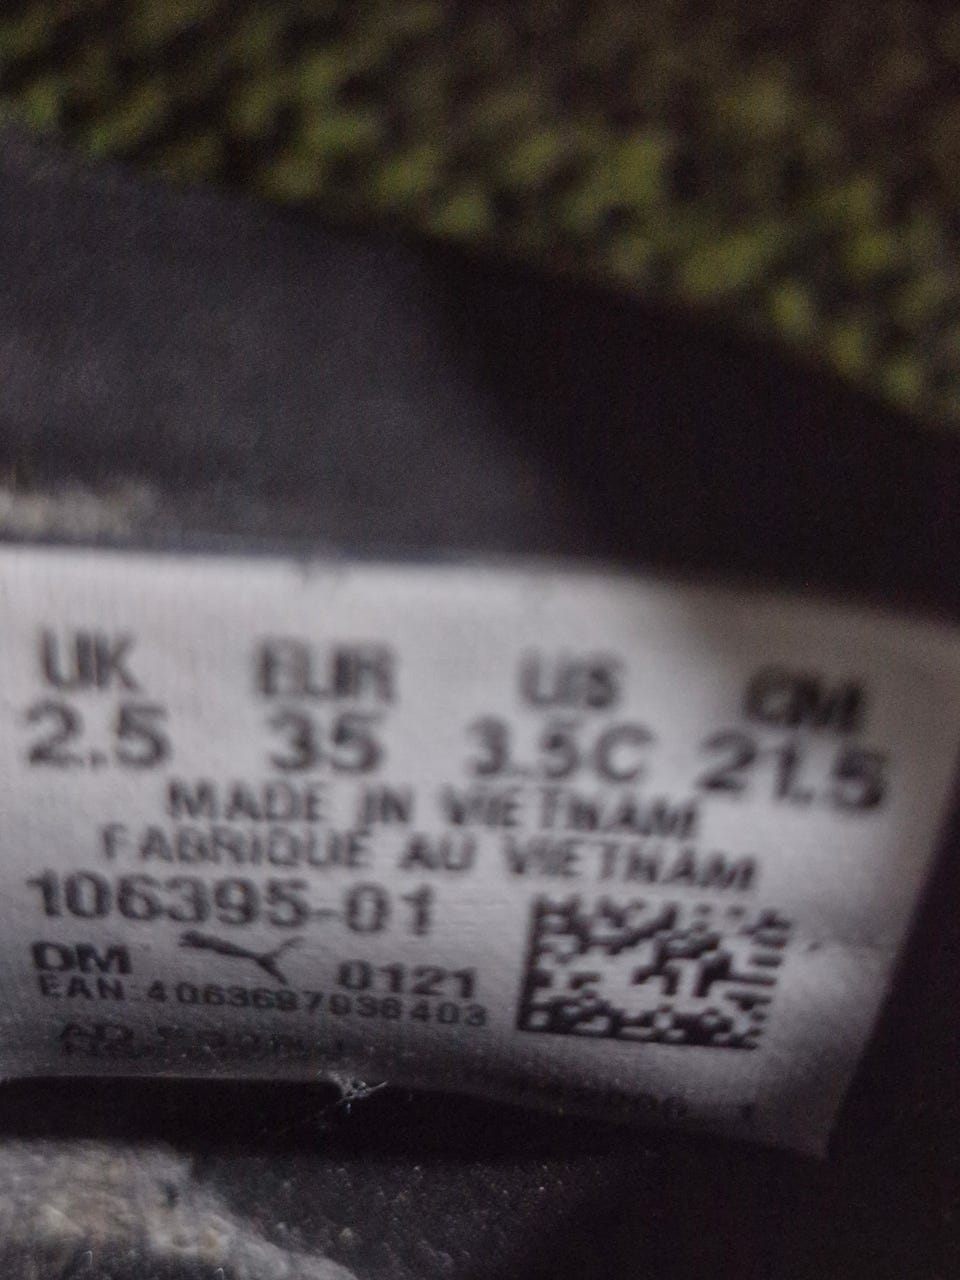 UK EUR US CM
2.5 35 3.5C 21.5
MADE IN VIETNAM
FABRIQUE AU VIETNAM
106395-01
DM 0121
EAN:4063697036403